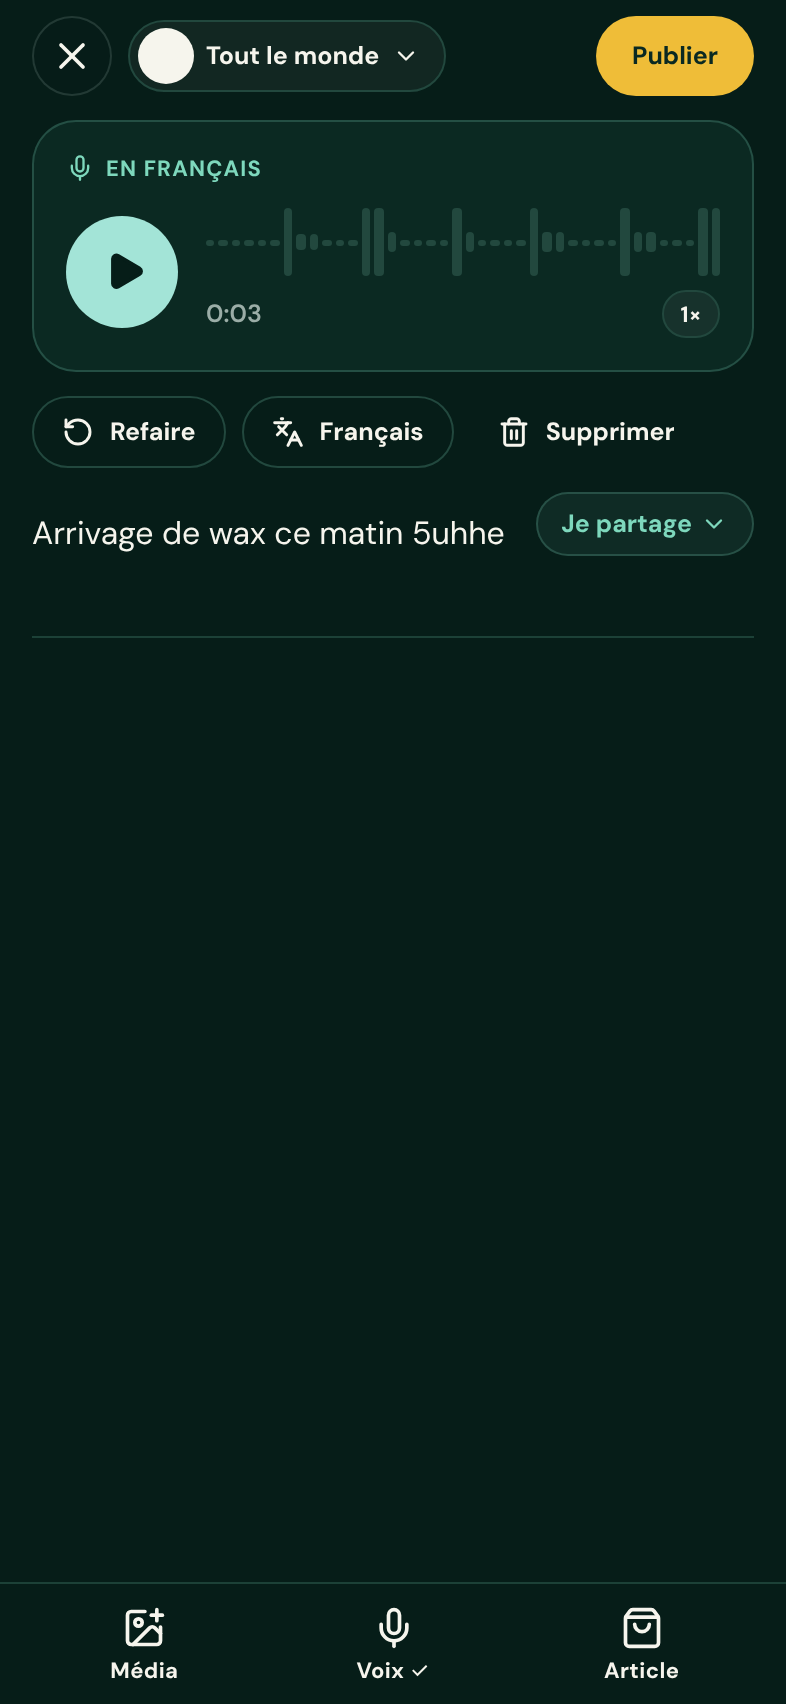 Tout le monde
Publier
EN FRANÇAIS
0:03
1×
Refaire
Français
Supprimer
Arrivage de wax ce matin 5uhhe
Je partage
Média
Voix ✓
Article